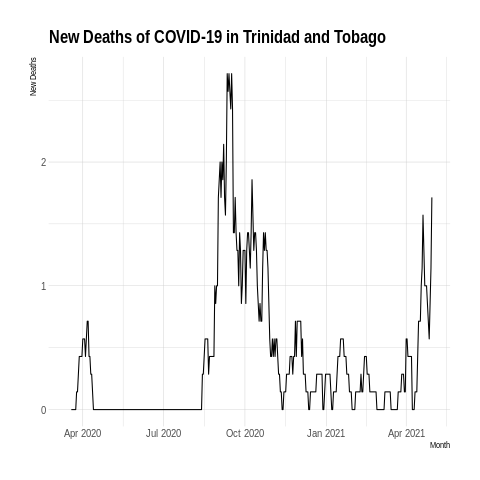 New Deaths of COVID-19 in Trinidad and Tobago
New Deaths
2
1
0
Apr 2020 Jul 2020 Oct 2020 Jan 2021 Apr 2021
Month